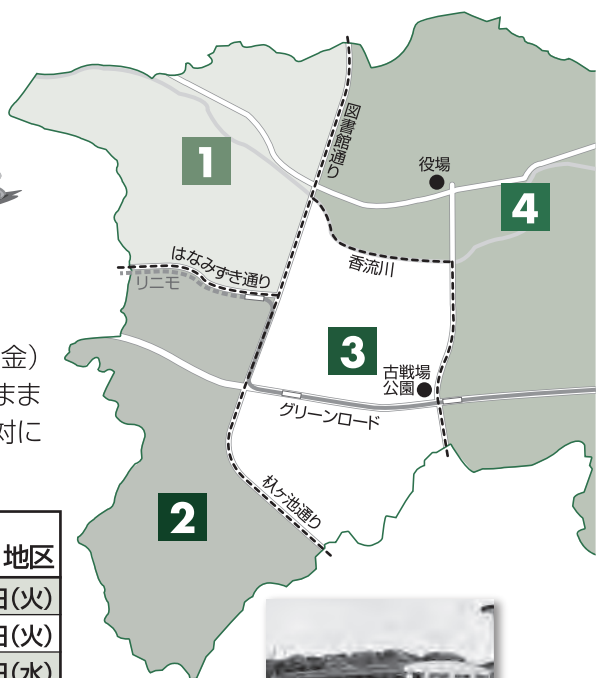 1
図書館通り
役場
4
はなみずき通り
リニモ
香流川
3
古戦場
公園
グリーンロード
2
杁ヶ池通り
金）
まま
対に
地区
日(火)
日(火)
日(水)